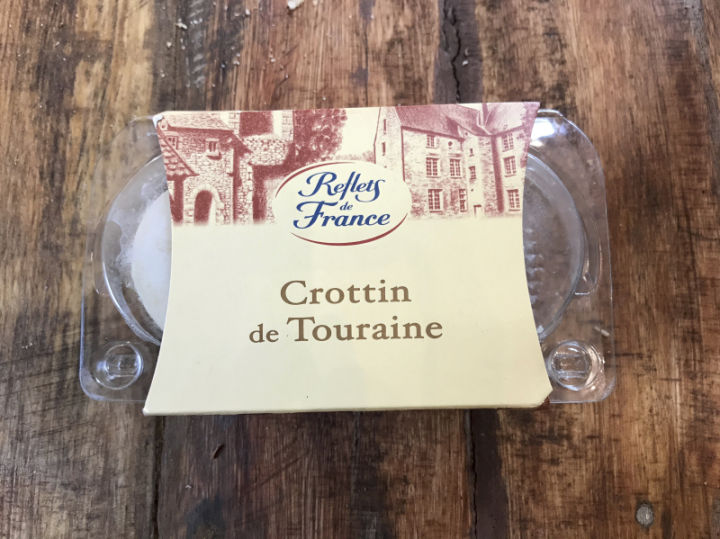 Reflets
de
France
Crottin
de Touraine